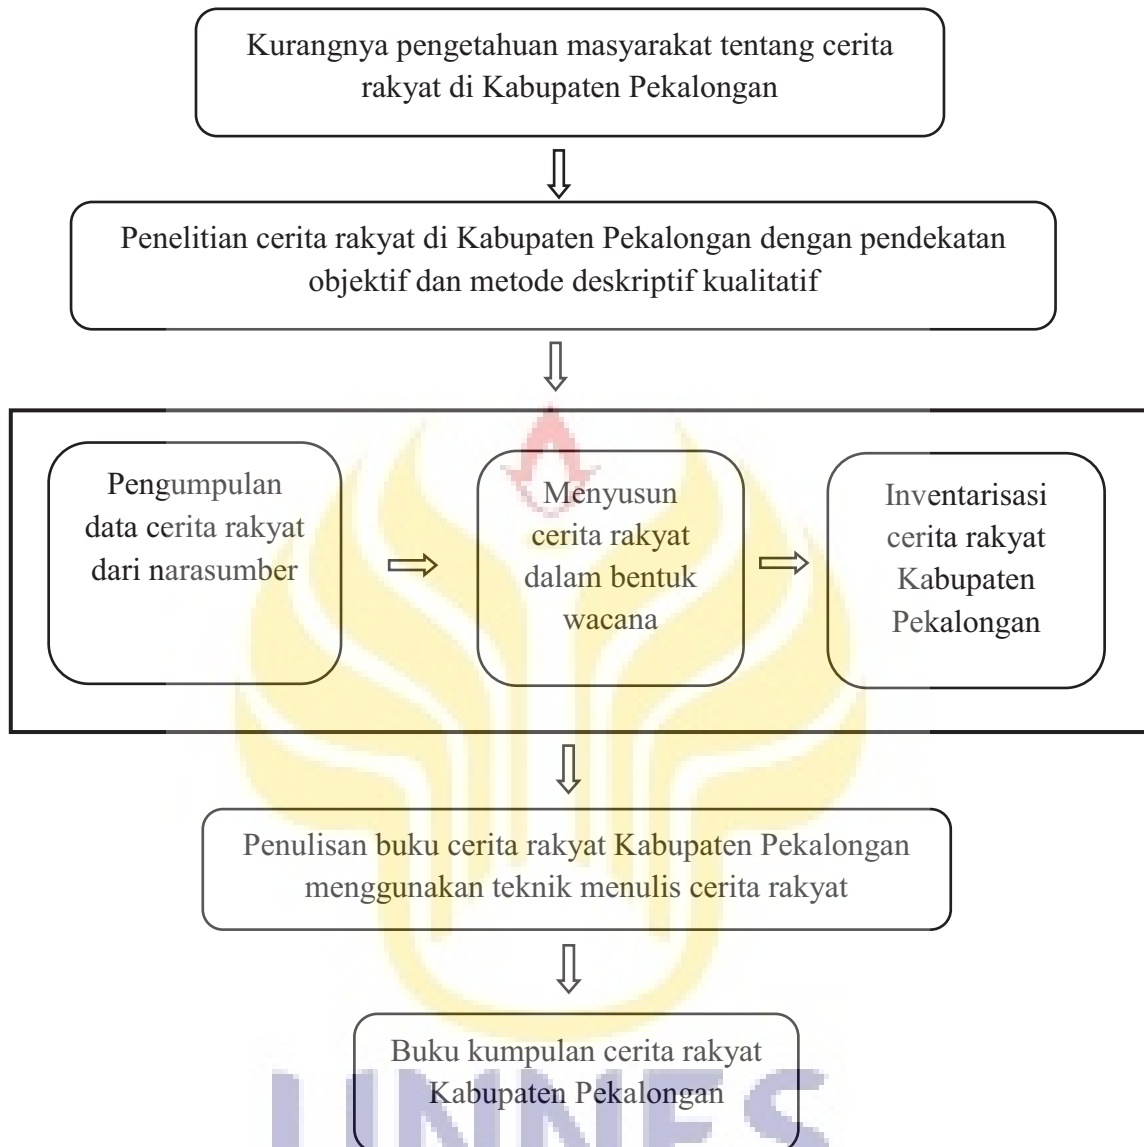 Kurangnya pengetahuan masyarakat tentang cerita
rakyat di Kabupaten Pekalongan
Penelitian cerita rakyat di Kabupaten Pekalongan dengan pendekatan
objektif dan metode deskriptif kualitatif
Pengumpulan
data cerita rakyat
dari narasumber
Menyusun
cerita rakyat
dalam bentuk
wacana
Inventarisasi
cerita rakyat
Kabupaten
Pekalongan
Penulisan buku cerita rakyat Kabupaten Pekalongan
menggunakan teknik menulis cerita rakyat
Buku kumpulan cerita rakyat
Kabupaten Pekalongan
UNNES